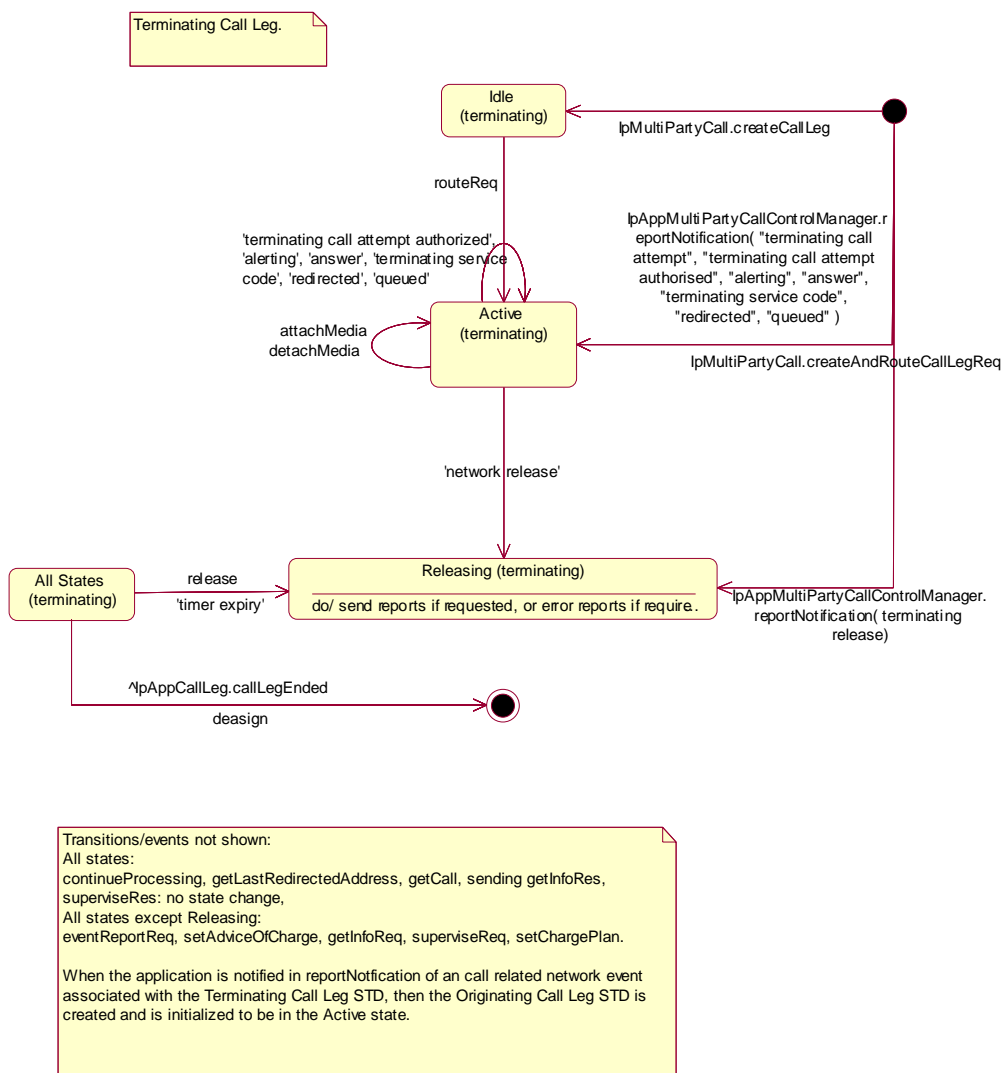 Terminating Call Leg.
Idle
(terminating)
IpMultiPartyCall.createCallLeg
routeReq
IpAppMultiPartyCallControlManager.r
eportNotification( "terminating call
attempt", "terminating call attempt
authorised", "alerting", "answer",
"terminating service code",
"redirected", "queued" )
'terminating call attempt authorized',
'alerting', 'answer', 'terminating service
code', 'redirected', 'queued'
Active
(terminating)
attachMedia
detachMedia
IpMultiPartyCall.createAndRouteCallLegReq
'network release'
All States
(terminating)
release
'timer expiry'
Releasing (terminating)
do/ send reports if requested, or error reports if require..
IpAppMultiPartyCallControlManager.
reportNotification( terminating
release)
^IpAppCallLeg.callLegEnded
deasign
Transitions/events not shown:
All states:
continueProcessing, getLastRedirectedAddress, getCall, sending getInfoRes,
superviseRes: no state change,
All states except Releasing:
eventReportReq, setAdviceOfCharge, getInfoReq, superviseReq, setChargePlan.
When the application is notified in reportNotfication of an call related network event
associated with the Terminating Call Leg STD, then the Originating Call Leg STD is
created and is initialized to be in the Active state.